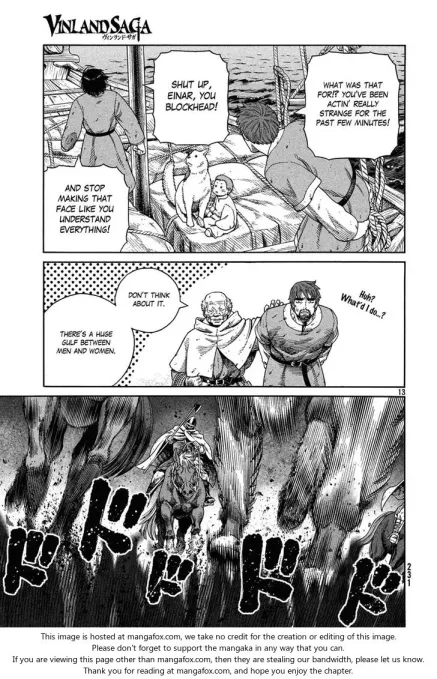 VINLAND SAGA
ヴィンランド・サガ
WHAT WAS THAT
FOR!? YOU'VE BEEN
ACTIN' REALLY
STRANGE FOR THE
PAST FEW MINUTES!
SHUT UP,
EINAR, YOU
BLOCKHEAD!
AND STOP
MAKING THAT
FACE LIKE YOU
UNDERSTAND
EVERYTHING!
Huh?
What'd I do...?
DON'T THINK
ABOUT IT.
THERE'S A HUGE
GULF BETWEEN
MEN AND WOMEN.
13
ドドドドド
231
This image is hosted at mangafox.com, we take no credit for the creation or editing of this image.
Please don't forget to support the mangaka in any way that you can.
If you are viewing this page other than mangafox.com, then they are stealing our bandwidth, please let us know.
Thank you for reading at mangafox.com, and hope you enjoy the chapter.